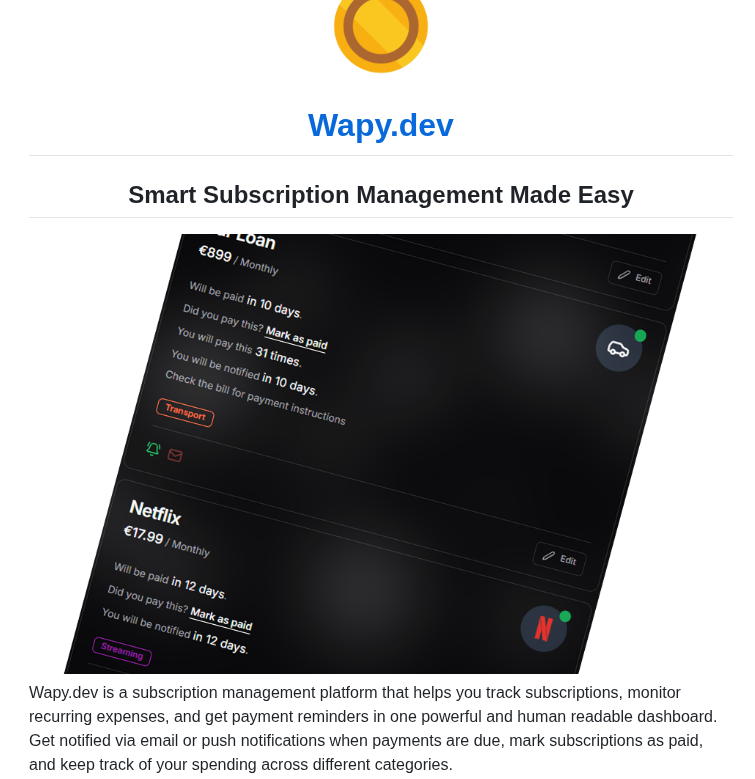 Wapy.dev
Smart Subscription Management Made Easy
Loan
€899 / Monthly
Edit
Will be paid in 10 days.
Did you pay this? Mark as paid
You will pay this 31 times.
You will be notified in 10 days.
Check the bill for payment instructions
Transport
Netflix
€17.99 / Monthly
Edit
Will be paid in 12 days.
Did you pay this? Mark as paid
You will be notified in 12 days.
Streaming
Wapy.dev is a subscription management platform that helps you track subscriptions, monitor
recurring expenses, and get payment reminders in one powerful and human readable dashboard.
Get notified via email or push notifications when payments are due, mark subscriptions as paid,
and keep track of your spending across different categories.